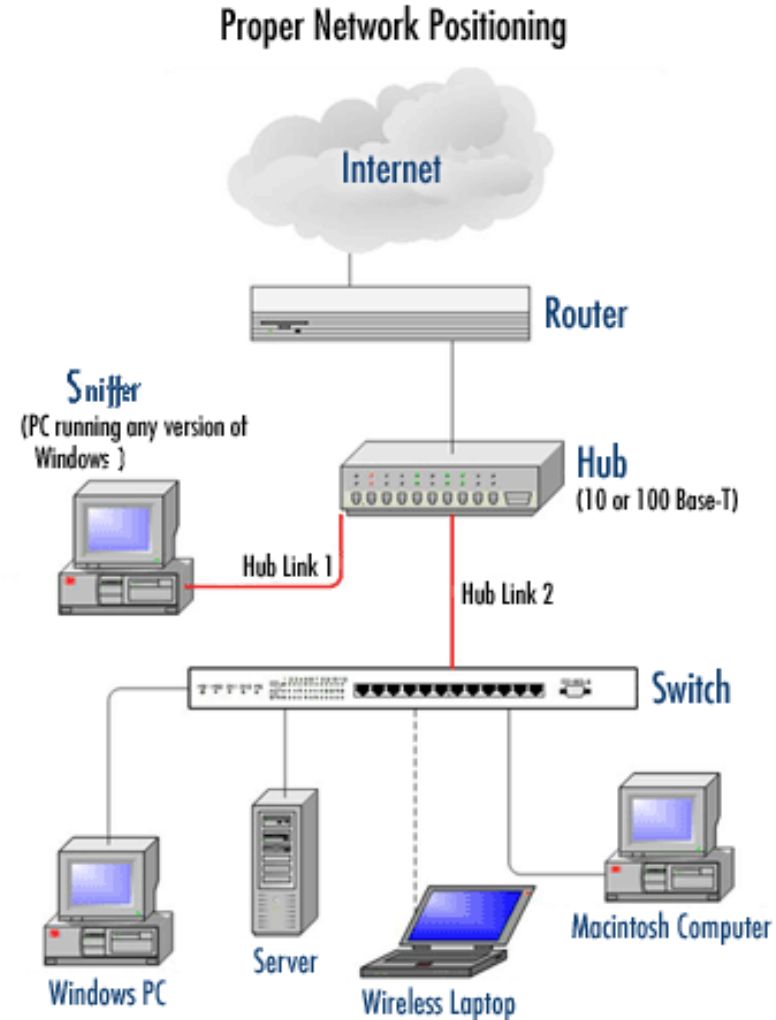 Proper Network Positioning
Internet
Router
Sniffer
(PC running any version of
Windows )
Hub
(10 or 100 Base-T)
Hub Link 1
Hub Link 2
Switch
Windows PC
Server
Wireless Laptop
Macintosh Computer